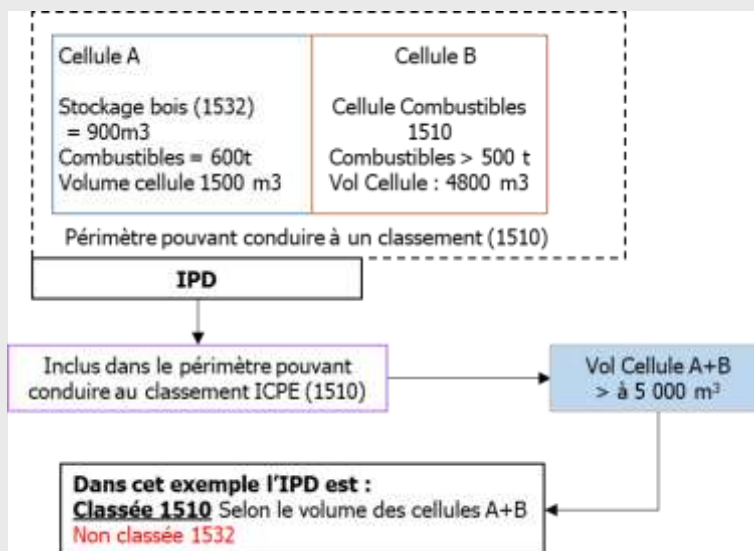 Cellule A
Stockage bois (1532)
= 900m3
Combustibles = 600t
Volume cellule 1500 m3
Cellule B
Cellule Combustibles
1510
Combustibles > 500 t
Vol Cellule : 4800 m3
Périmètre pouvant conduire à un classement (1510)
IPD
Inclus dans le périmètre pouvant
conduire au classement ICPE (1510)
Vol Cellule A+B
> à 5 000 m³
Dans cet exemple l'IPD est :
Classée 1510 Selon le volume des cellules A+B
Non classée 1532